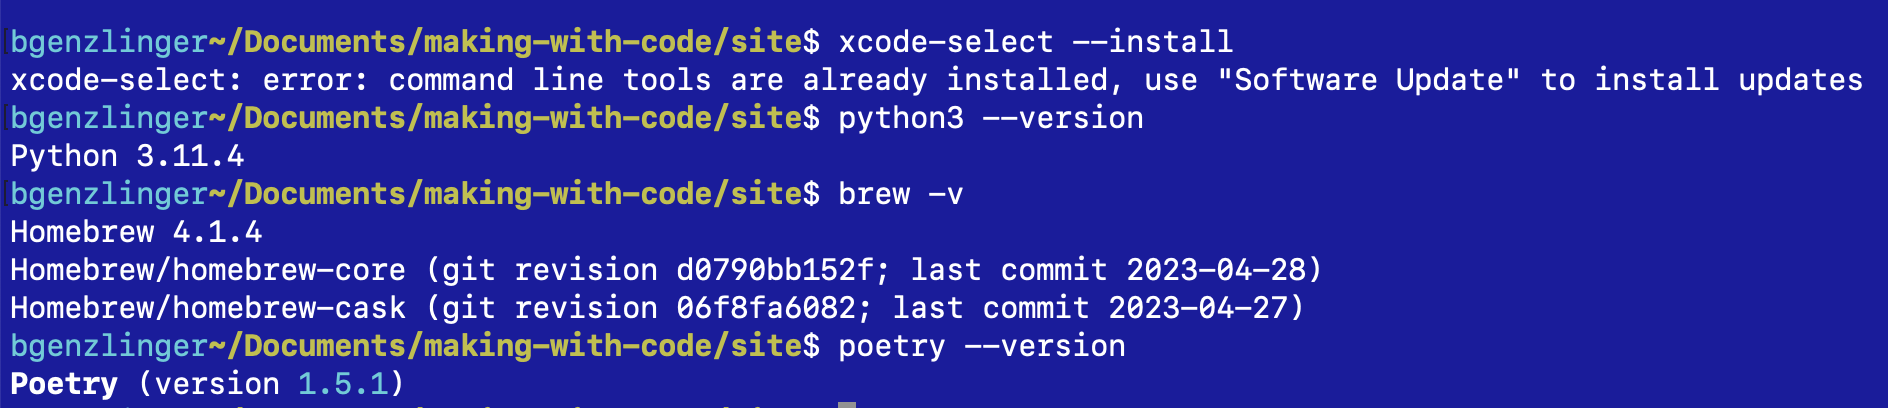 bgenzlinger~/Documents/making-with-code/site$ xcode-select --install
xcode-select: error: command line tools are already installed, use "Software Update" to install updates
bgenzlinger~/Documents/making-with-code/site$ python3 --version
Python 3.11.4
bgenzlinger~/Documents/making-with-code/site$ brew -v
Homebrew 4.1.4
Homebrew/homebrew-core (git revision d0790bb152f; last commit 2023-04-28)
Homebrew/homebrew-cask (git revision 06f8fa6082; last commit 2023-04-27)
bgenzlinger~/Documents/making-with-code/site$ poetry --version
Poetry (version 1.5.1)